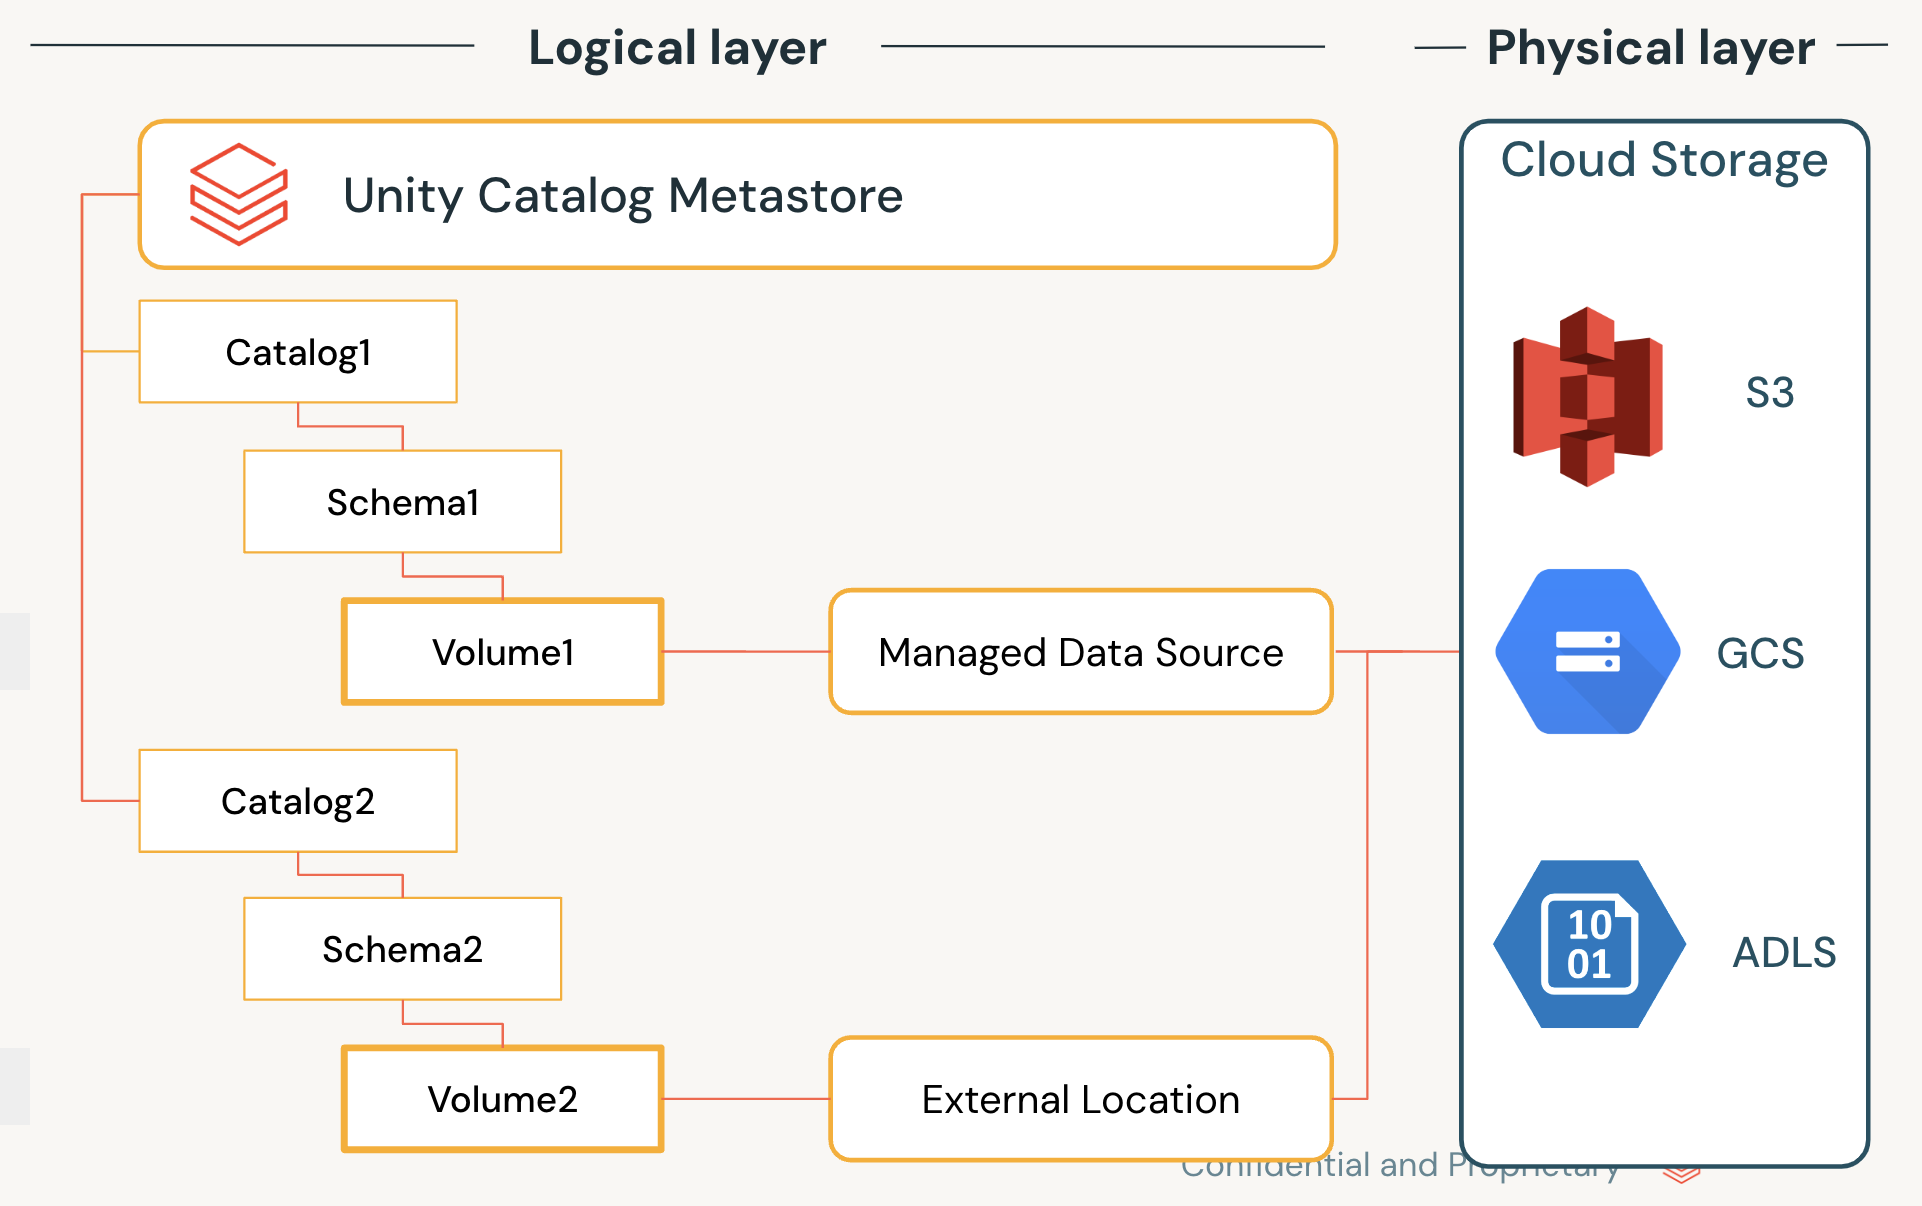 Logical layer
Physical layer
Unity Catalog Metastore
Cloud Storage
Catalog1
S3
Schema1
Volume1
Managed Data Source
GCS
Catalog2
Schema2
10
01
ADLS
Volume2
External Location
Confidential and Proprietary